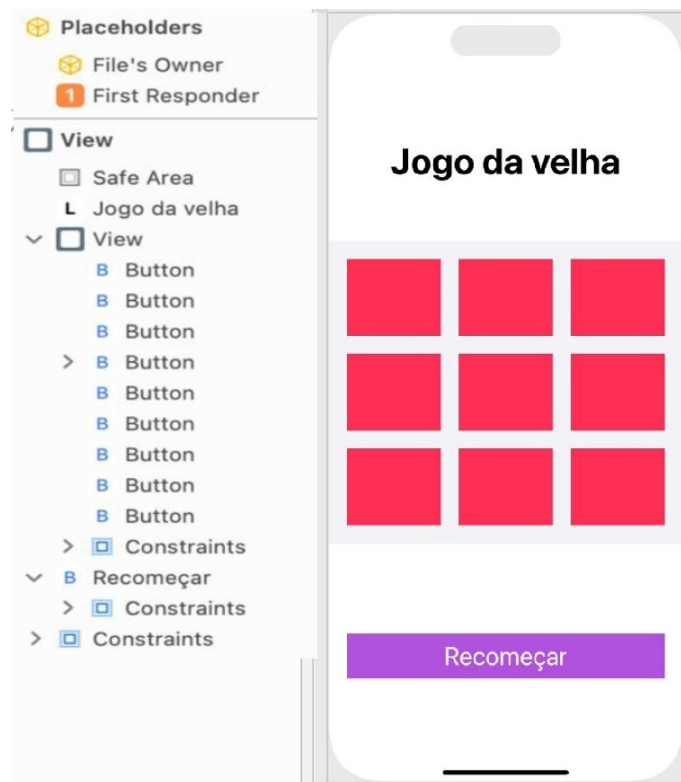 Placeholders
File's Owner
1 First Responder
View
Safe Area
L Jogo da velha
View
B Button
B Button
B Button
B Button
B Button
B Button
B Button
B Button
B Button
Constraints
B Recomeçar
Constraints
Constraints
Jogo da velha
Recomeçar